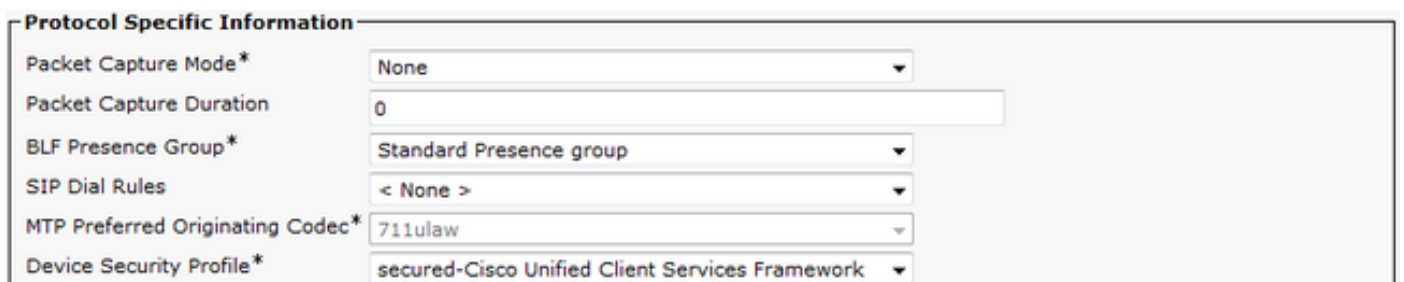 Protocol Specific Information
Packet Capture Mode* None
Packet Capture Duration 0
BLF Presence Group* Standard Presence group
SIP Dial Rules < None >
MTP Preferred Originating Codec* 711ulaw
Device Security Profile* secured-Cisco Unified Client Services Framework